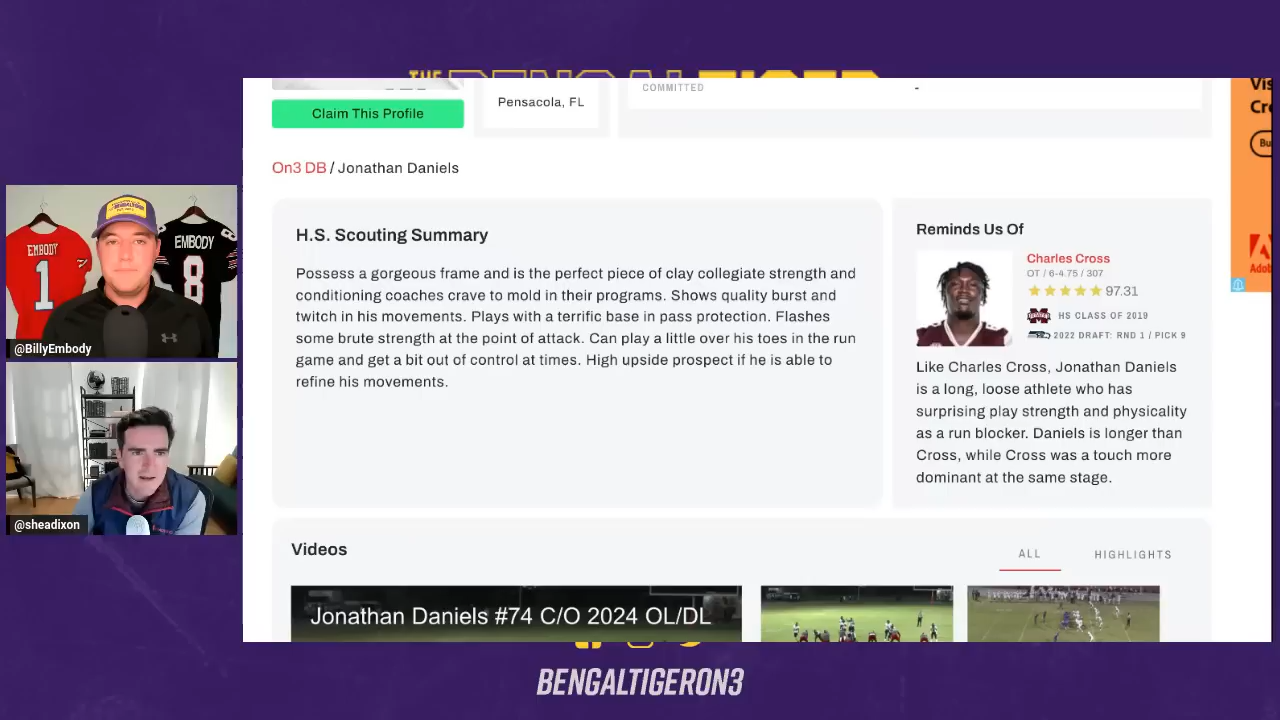 THE BENGAL TIGER
Claim This Profile
Pensacola, FL
COMMITTED
-
On3 DB / Jonathan Daniels
H.S. Scouting Summary
Possess a gorgeous frame and is the perfect piece of clay collegiate strength and
conditioning coaches crave to mold in their programs. Shows quality burst and
twitch in his movements. Plays with a terrific base in pass protection. Flashes
some brute strength at the point of attack. Can play a little over his toes in the run
game and get a bit out of control at times. High upside prospect if he is able to
refine his movements.
Reminds Us Of
Charles Cross
OT / 6-4.75 / 307
97.31
HS CLASS OF 2019
2022 DRAFT: RND 1 / PICK 9
Like Charles Cross, Jonathan Daniels
is a long, loose athlete who has
surprising play strength and physicality
as a run blocker. Daniels is longer than
Cross, while Cross was a touch more
dominant at the same stage.
Videos
ALL
HIGHLIGHTS
Jonathan Daniels #74 C/O 2024 OL/DL
EMBODY
1
EMBODY
8
@BillyEmbody
@sheadixon
Vis
Cre
Bu
Adob
BENGALTIGERON3